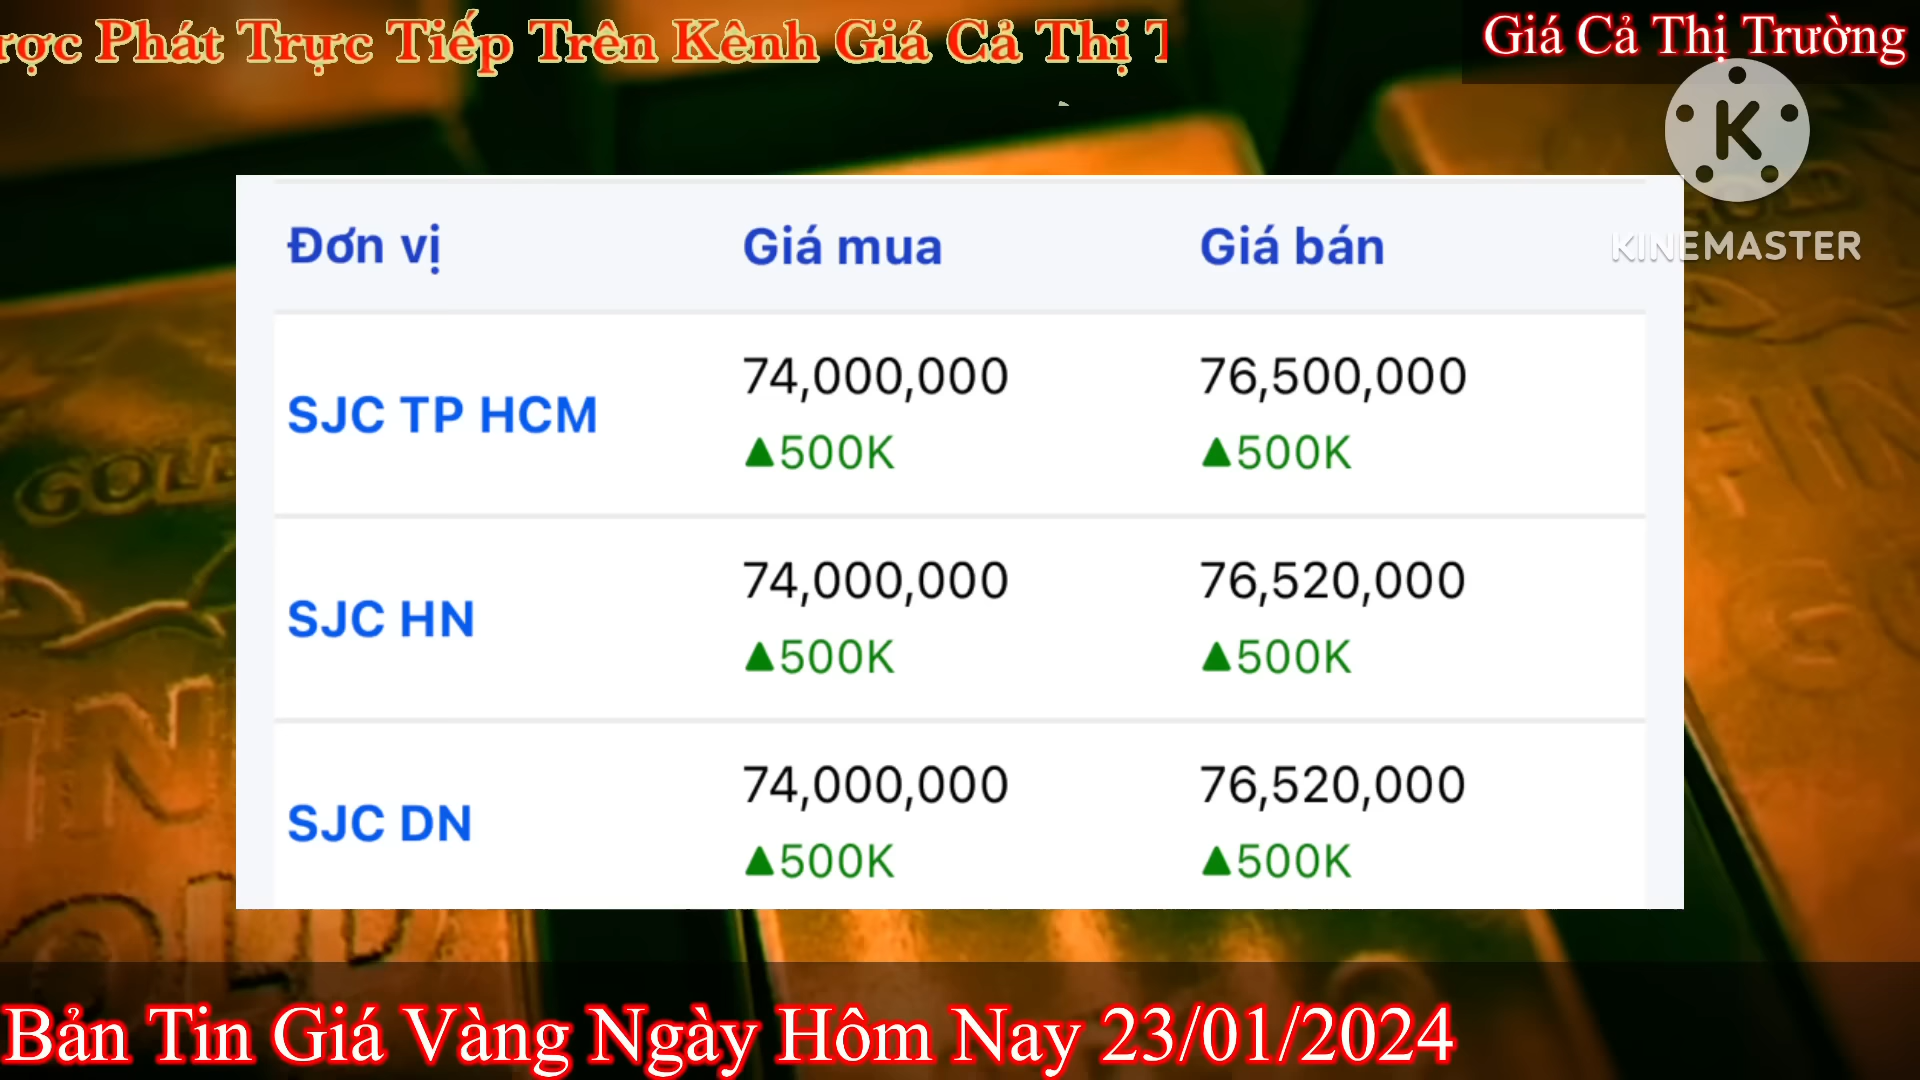 Phát Trực Tiếp Trên Kênh Giá Cả Thị
Giá Cả Thị Trường
K
KINEMASTER
Đơn vị Giá mua Giá bán
74,000,000 76,500,000
SJC TP HCM
▲500K ▲500K
74,000,000 76,520,000
SJC HN
▲500K ▲500K
74,000,000 76,520,000
SJC DN
▲500K ▲500K
GOLD
Bản Tin Giá Vàng Ngày Hôm Nay 23/01/2024